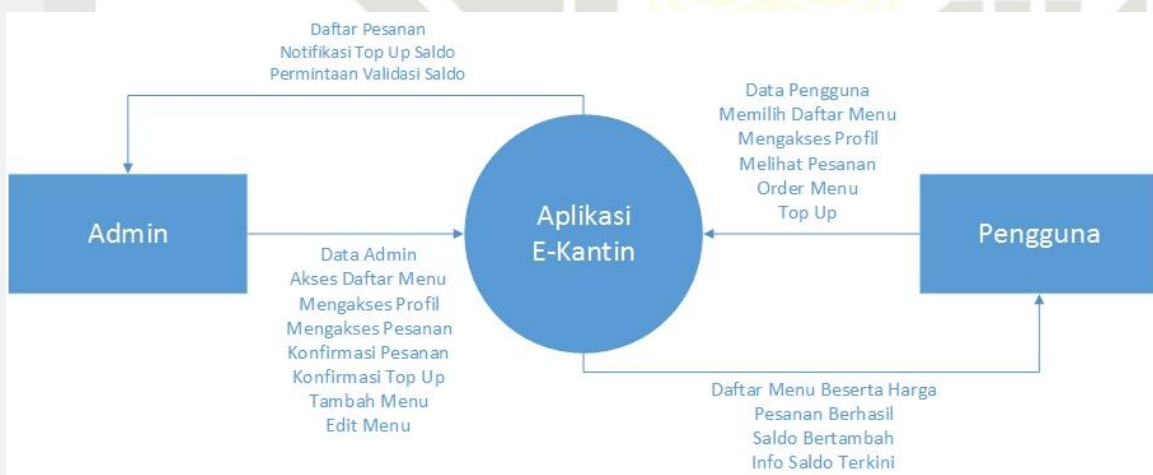 Daftar Pesanan
Notifikasi Top Up Saldo
Permintaan Validasi Saldo
Data Pengguna
Memilih Daftar Menu
Mengakses Profil
Melihat Pesanan
Order Menu
Top Up
Admin
Aplikasi
E-Kantin
Pengguna
Data Admin
Akses Daftar Menu
Mengakses Profil
Mengakses Pesanan
Konfirmasi Pesanan
Konfirmasi Top Up
Tambah Menu
Edit Menu
Daftar Menu Beserta Harga
Pesanan Berhasil
Saldo Bertambah
Info Saldo Terkini